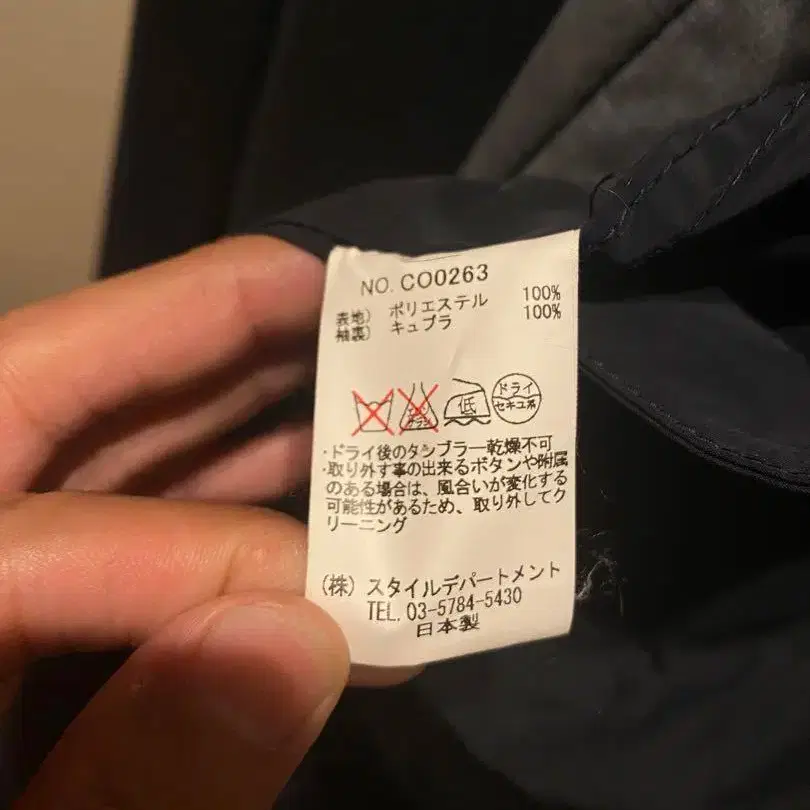 NO. CO0263
表地) ポリエステル 100%
袖裏) キュプラ 100%
低 ドライ
セキユ系
・ドライ後のタンブラー乾燥不可
・取り外す事の出来るボタンや附属
のある場合は、風合いが変化する
可能性があるため、取り外してク
リーニング
(株) スタイルデパートメント
TEL. 03-5784-5430
日本製